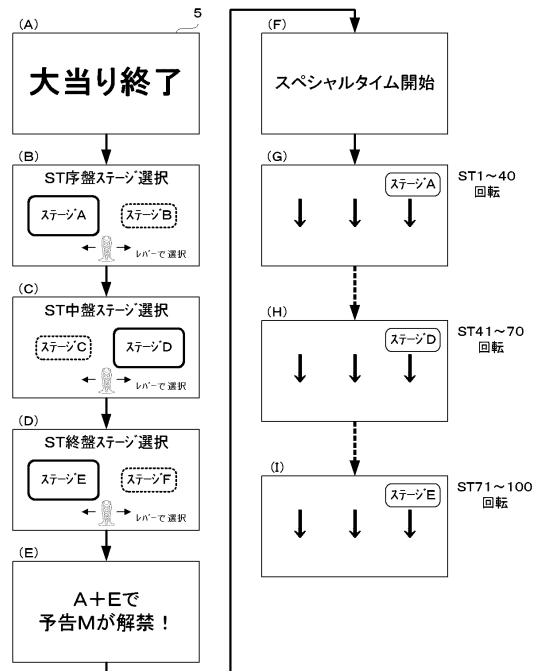 (A)
5
大当り終了
(B)
ST序盤ステージ選択
ステージA
ステージB
レバーで選択
(C)
ST中盤ステージ選択
ステージC
ステージD
レバーで選択
(D)
ST終盤ステージ選択
ステージE
ステージF
レバーで選択
(E)
A+Eで
予告Mが解禁！
(F)
スペシャルタイム開始
(G)
ステージA
ST1～40
回転
(H)
ステージD
ST41～70
回転
(I)
ステージE
ST71～100
回転